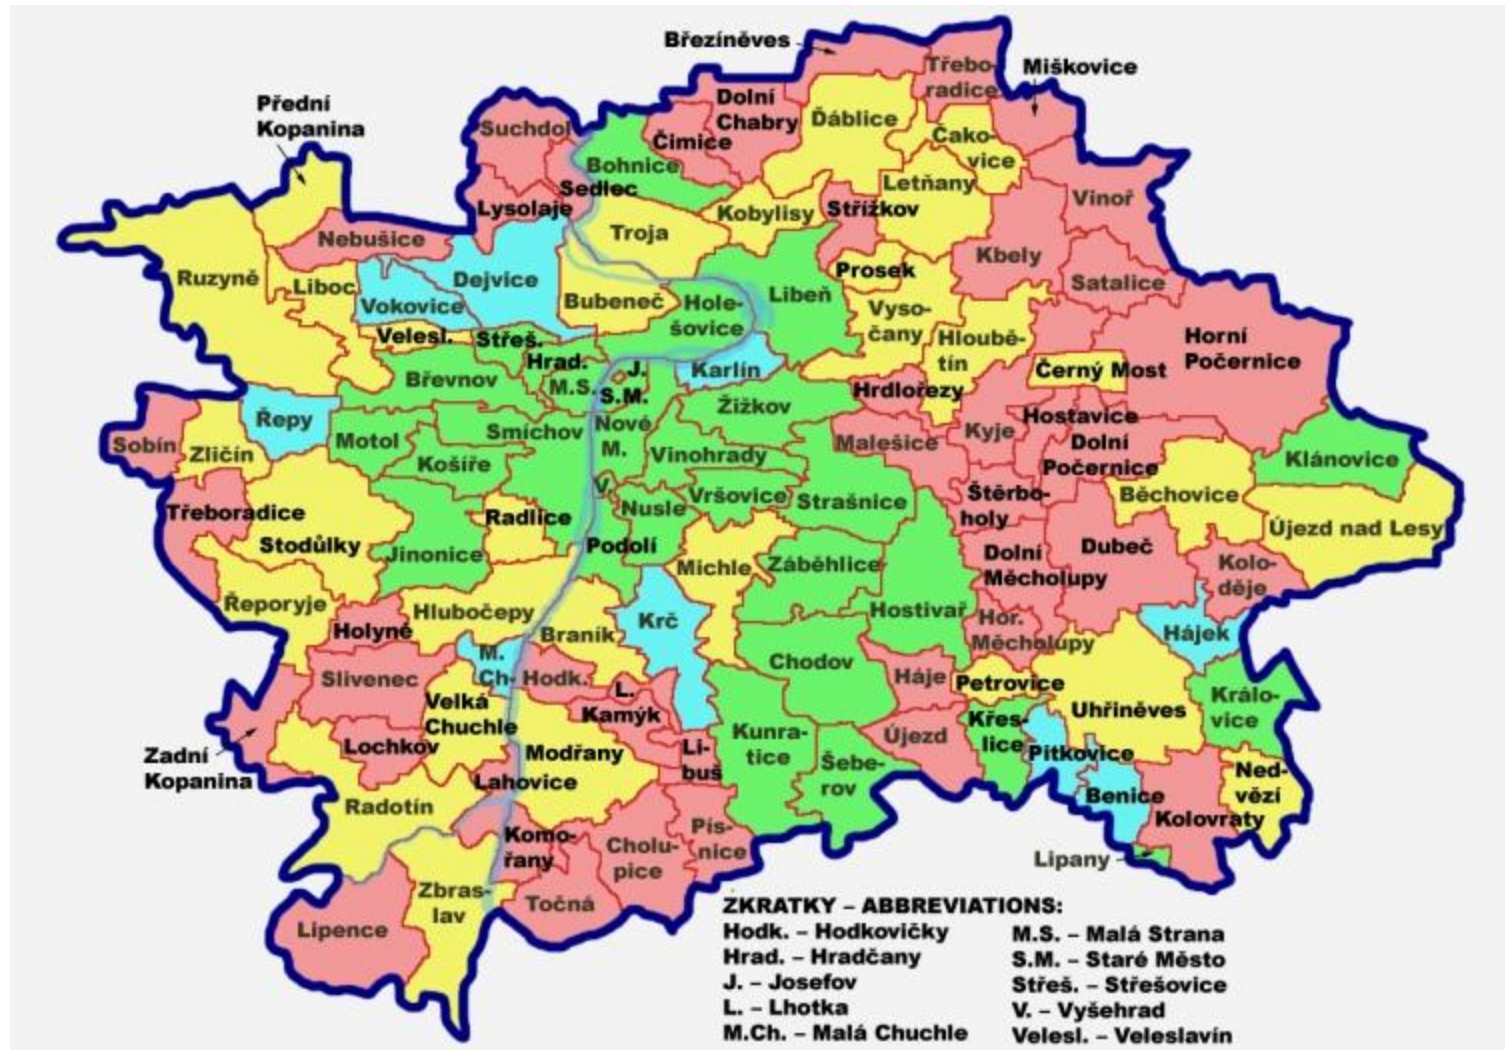 Březíněves
Třebo-
radice
Miškovice
Přední
Kopanina
Suchdol
Dolní
Chabry
Čimice
Ďáblice
Čako-
vice
Bohnice
Sedlec
Lysolaje
Letňany
Vinoř
Kobylisy
Střížkov
Nebušice
Troja
Kbely
Ruzyně
Liboc
Dejvice
Vokovice
Bubeneč
Hole-
šovice
Libeň
Prosek
Satalice
Vyso-
čany
Hloubě-
tín
Horní
Počernice
Velesl.
Střeš.
Hrad.
Břevnov
M.S.
J.
S.M.
Karlín
Černý Most
Hrdlořezy
Žižkov
Hostavice
Řepy
Sobín
Zličín
Motol
Smíchov
Košíře
Nové
M.
Vinohrady
Malešice
Kyje
Dolní
Počernice
Klánovice
V.
Nusle
Vršovice
Strašnice
Štěrbo-
holy
Běchovice
Újezd nad Lesy
Třeboradice
Stodůlky
Radlice
Jinonice
Podolí
Michle
Záběhlice
Dolní
Měcholupy
Dubeč
Kolo-
děje
Řeporyje
Holyně
Hlubočepy
Braník
Krč
Hostivař
Hor.
Měcholupy
Hájek
Slivenec
M.
Ch.
Hodk.
L.
Kamýk
Chodov
Háje
Petrovice
Králo-
vice
Velká
Chuchle
Uhříněves
Zadní
Kopanina
Lochkov
Modřany
Li-
buš
Kunra-
tice
Šebe-
rov
Újezd
Křes-
lice
Pitkovice
Lahovice
Radotín
Benice
Ned-
vězí
Kolovraty
Komo-
řany
Cholu-
pice
Pís-
nice
Lipany
Zbras-
lav
Lipence
Točná
ZKRATKY – ABBREVIATIONS:
Hodk. – Hodkovičky
Hrad. – Hradčany
J. – Josefov
L. – Lhotka
M.Ch. – Malá Chuchle
M.S. – Malá Strana
S.M. – Staré Město
Střeš. – Střešovice
V. – Vyšehrad
Velesl. – Veleslavín